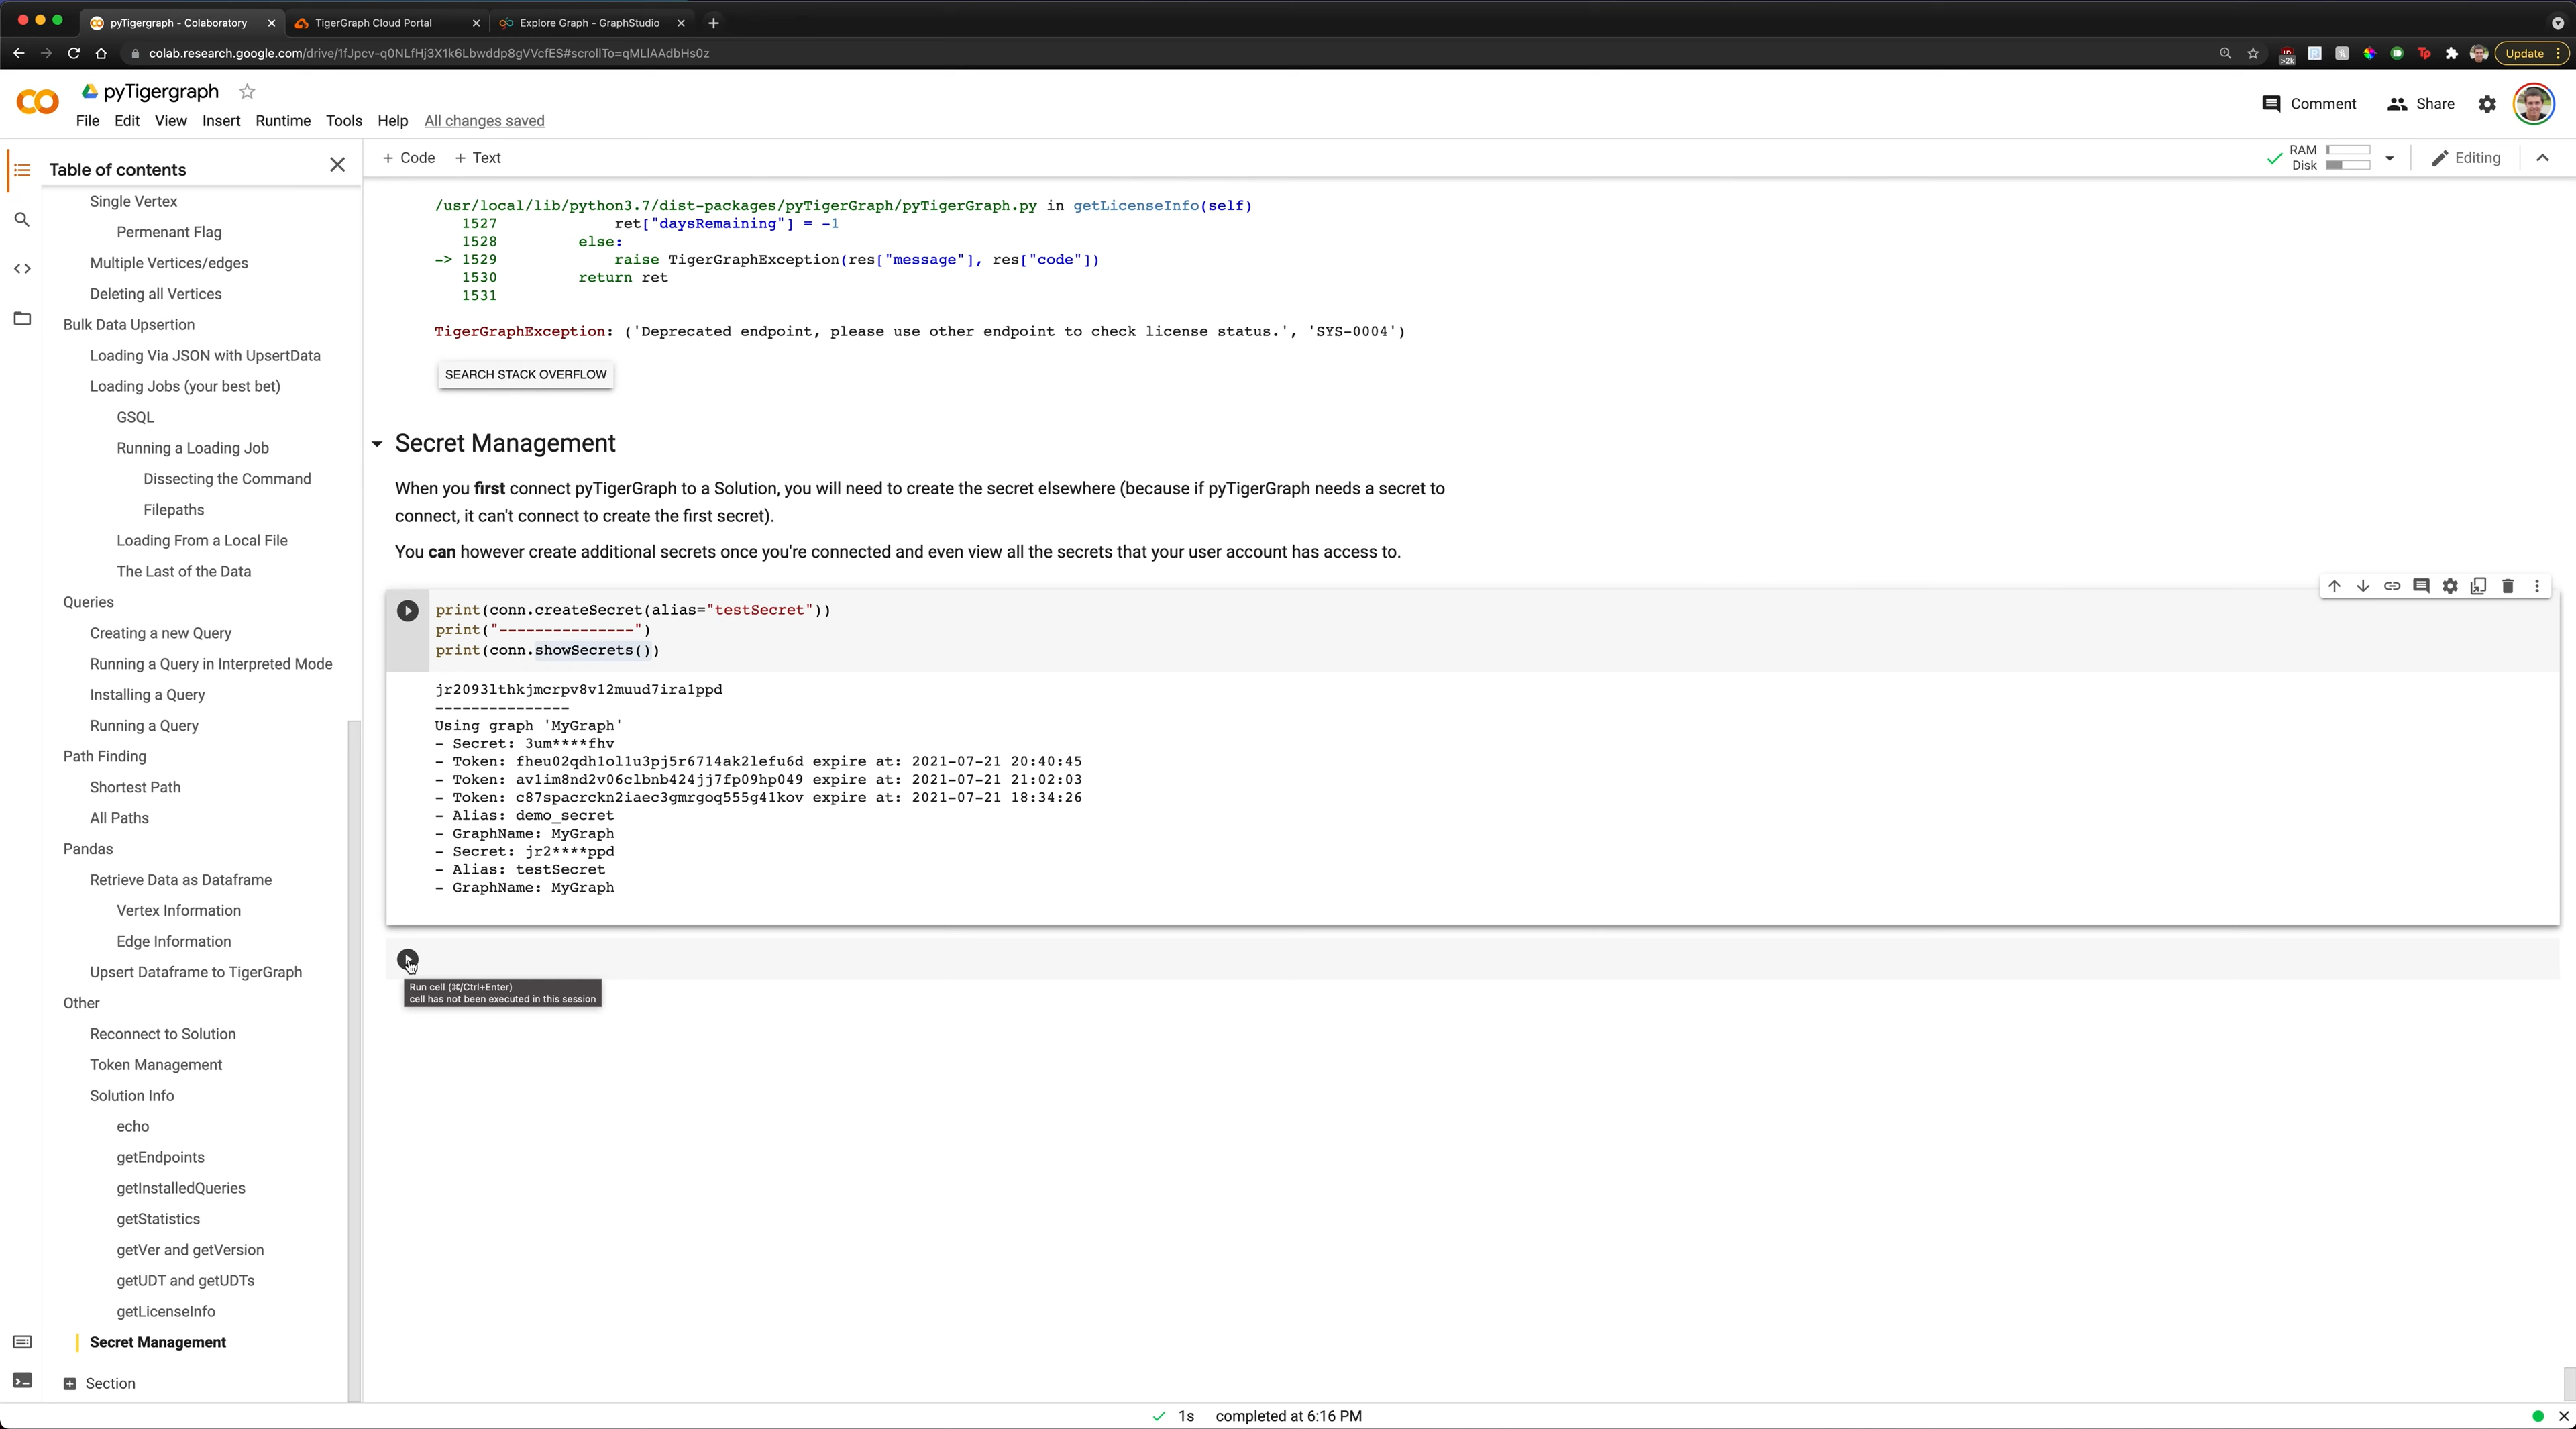 pyTigergraph - Colaboratory
TigerGraph Cloud Portal
Explore Graph - GraphStudio
colab.research.google.com/drive/1fJpcv-q0NLfHj3X1k6Lbwddp8gVVcfES#scrollTo=qMLlAAdbHs0z
>2k
Update
pyTigergraph
File Edit View Insert Runtime Tools Help All changes saved
Comment Share
+ Code + Text
RAM
Disk
Editing
Table of contents
Single Vertex
Permenant Flag
Multiple Vertices/edges
Deleting all Vertices
Bulk Data Upsertion
Loading Via JSON with UpsertData
Loading Jobs (your best bet)
GSQL
Running a Loading Job
Dissecting the Command
Filepaths
Loading From a Local File
The Last of the Data
Queries
Creating a new Query
Running a Query in Interpreted Mode
Installing a Query
Running a Query
Path Finding
Shortest Path
All Paths
Pandas
Retrieve Data as Dataframe
Vertex Information
Edge Information
Upsert Dataframe to TigerGraph
Other
Reconnect to Solution
Token Management
Solution Info
echo
getEndpoints
getInstalledQueries
getStatistics
getVer and getVersion
getUDT and getUDTs
getLicenseInfo
Secret Management
Section
/usr/local/lib/python3.7/dist-packages/pyTigerGraph/pyTigerGraph.py in getLicenseInfo(self)
1527 ret["daysRemaining"] = -1
1528 else:
-> 1529 raise TigerGraphException(res["message"], res["code"])
1530 return ret
1531
TigerGraphException: ('Deprecated endpoint, please use other endpoint to check license status.', 'SYS-0004')
SEARCH STACK OVERFLOW
Secret Management
When you first connect pyTigerGraph to a Solution, you will need to create the secret elsewhere (because if pyTigerGraph needs a secret to
connect, it can't connect to create the first secret).
You can however create additional secrets once you're connected and even view all the secrets that your user account has access to.
print(conn.createSecret(alias="testSecret"))
print("---------------")
print(conn.showSecrets())
jr2093lthkjmcrpv8v12muud7ira1ppd
---------------
Using graph 'MyGraph'
- Secret: 3um****fhv
- Token: fheu02qdh1ol1u3pj5r6714ak2lefu6d expire at: 2021-07-21 20:40:45
- Token: av1im8nd2v06clbnb424jj7fp09hp049 expire at: 2021-07-21 21:02:03
- Token: c87spacrckn2iaec3gmrgoq555g41kov expire at: 2021-07-21 18:34:26
- Alias: demo_secret
- GraphName: MyGraph
- Secret: jr2****ppd
- Alias: testSecret
- GraphName: MyGraph
Run cell (⌘/Ctrl+Enter)
cell has not been executed in this session
1s completed at 6:16 PM